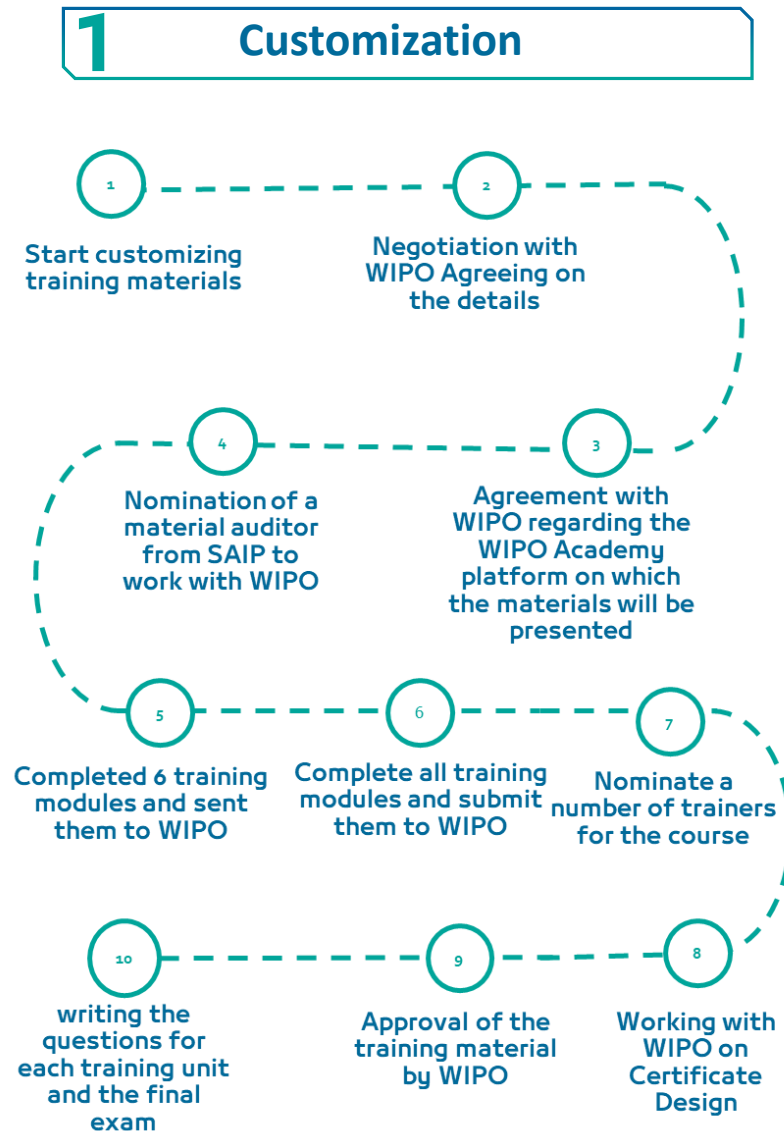 1 Customization
1
Start customizing
training materials
2
Negotiation with
WIPO Agreeing on
the details
3
Agreement with
WIPO regarding the
WIPO Academy
platform on which
the materials will be
presented
4
Nomination of a
material auditor
from SAIP to
work with WIPO
5
Completed 6 training
modules and sent
them to WIPO
6
Complete all training
modules and submit
them to WIPO
7
Nominate a
number of trainers
for the course
8
Working with
WIPO on
Certificate
Design
9
Approval of the
training material
by WIPO
10
writing the
questions for
each training unit
and the final
exam